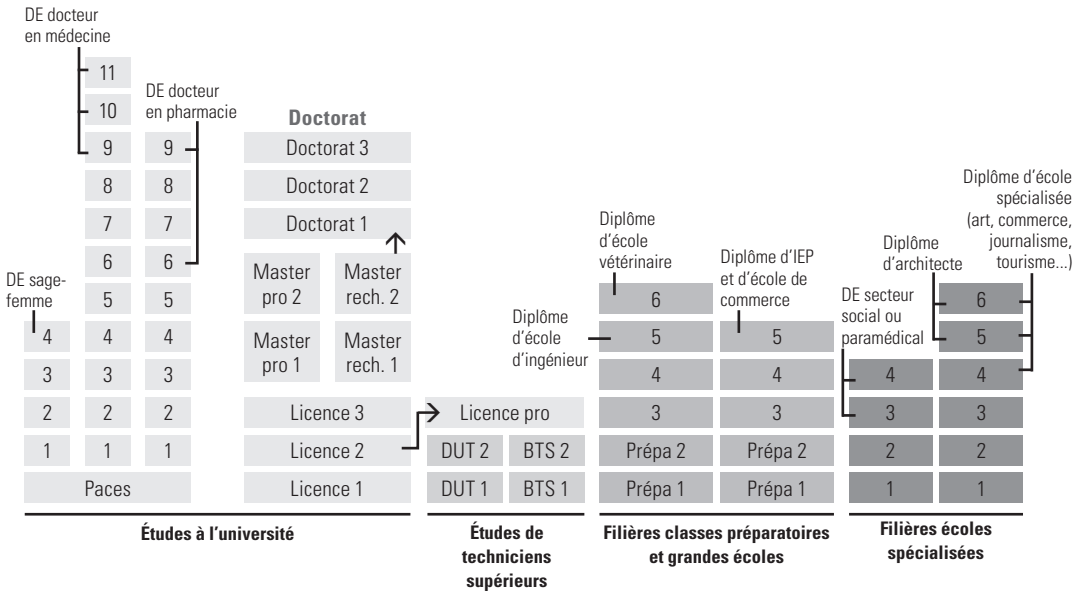 DE docteur
en médecine
11
10
9
8
7
6
5
4
3
2
1
DE docteur
en pharmacie
9
8
7
6
5
4
3
2
1
DE sage-
femme
4
3
2
1
Paces
Doctorat
Doctorat 3
Doctorat 2
Doctorat 1
Master
pro 2
Master
rech. 2
Master
pro 1
Master
rech. 1
Licence 3
Licence 2
Licence 1
Études à l’université
Licence pro
DUT 2
BTS 2
DUT 1
BTS 1
Études de
techniciens
supérieurs
Diplôme
d’école
vétérinaire
Diplôme
d’école
d’ingénieur
6
5
4
3
Prépa 2
Prépa 1
Diplôme d’IEP
et d’école de
commerce
5
4
3
Prépa 2
Prépa 1
Filières classes préparatoires
et grandes écoles
DE secteur
social ou
paramédical
4
3
2
1
Diplôme
d’architecte
Diplôme d’école
spécialisée
(art, commerce,
journalisme,
tourisme...)
6
5
4
3
2
1
Filières écoles
spécialisées